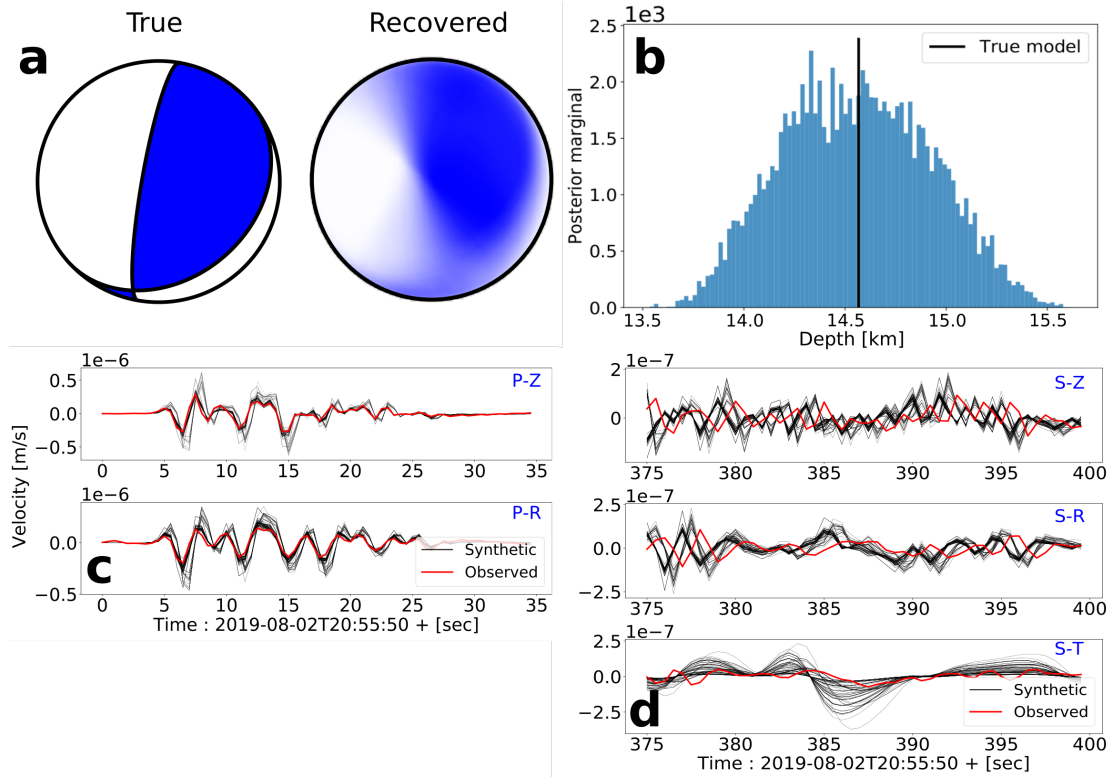 True
Recovered
a
b
1e3
2.5
2.0
1.5
1.0
0.5
0.0
Posterior marginal
True model
13.5 14.0 14.5 15.0 15.5
Depth [km]
1e−6
0.5
0.0
−0.5
P-Z
0 5 10 15 20 25 30 35
Velocity [m/s]
1e−6
0.5
0.0
−0.5
P-R
c
Synthetic
Observed
0 5 10 15 20 25 30 35
Time : 2019-08-02T20:55:50 + [sec]
1e−7
2
0
S-Z
375 380 385 390 395 400
1e−7
2.5
0.0
−2.5
S-R
375 380 385 390 395 400
1e−7
2.5
0.0
−2.5
S-T
d
Synthetic
Observed
375 380 385 390 395 400
Time : 2019-08-02T20:55:50 + [sec]